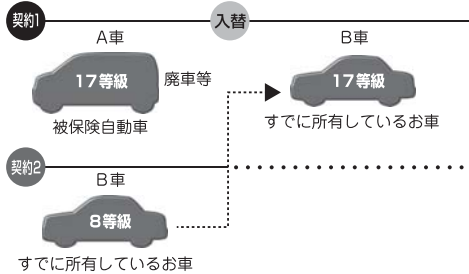 契約1
入替
A車
B車
17等級
廃車等
17等級
被保険自動車
すでに所有しているお車
契約2
B車
8等級
すでに所有しているお車